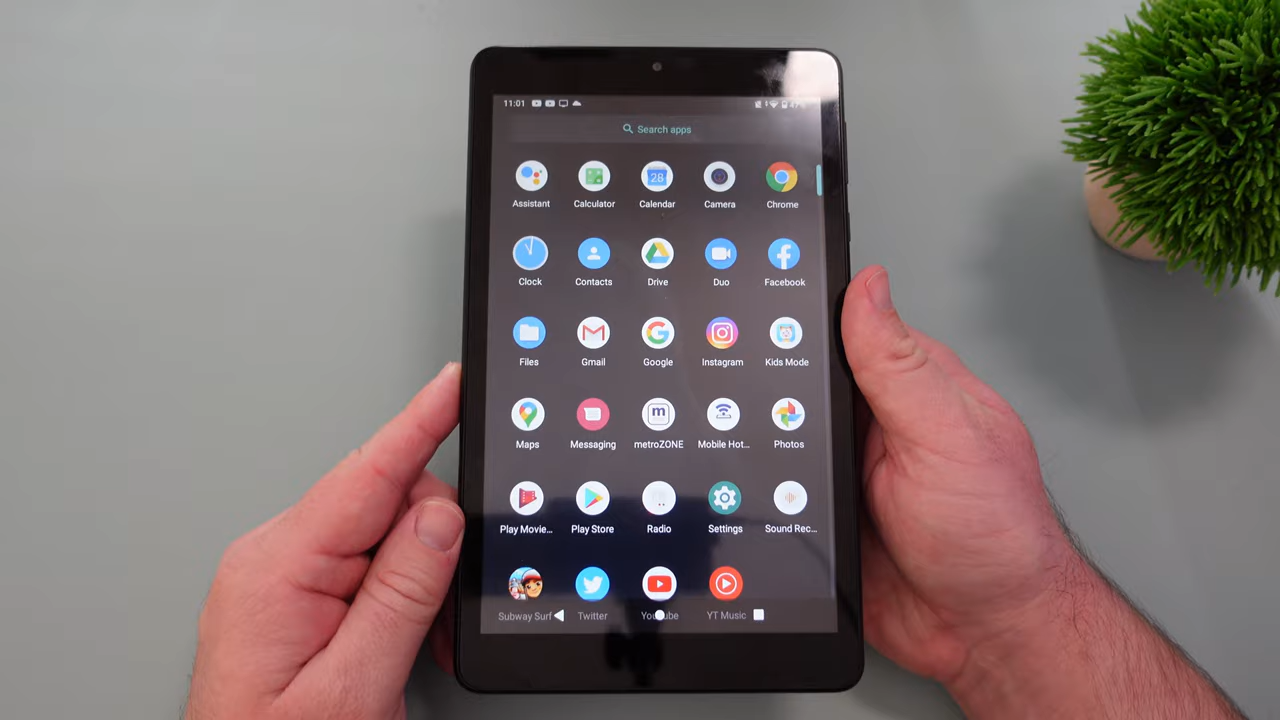 11:01 47%
Search apps
28
Assistant Calculator Calendar Camera Chrome
Clock Contacts Drive Duo Facebook
Files Gmail Google Instagram Kids Mode
m
Maps Messaging metroZONE Mobile Hot... Photos
Play Movie... Play Store Radio Settings Sound Rec...
Subway Surf Twitter YouTube YT Music